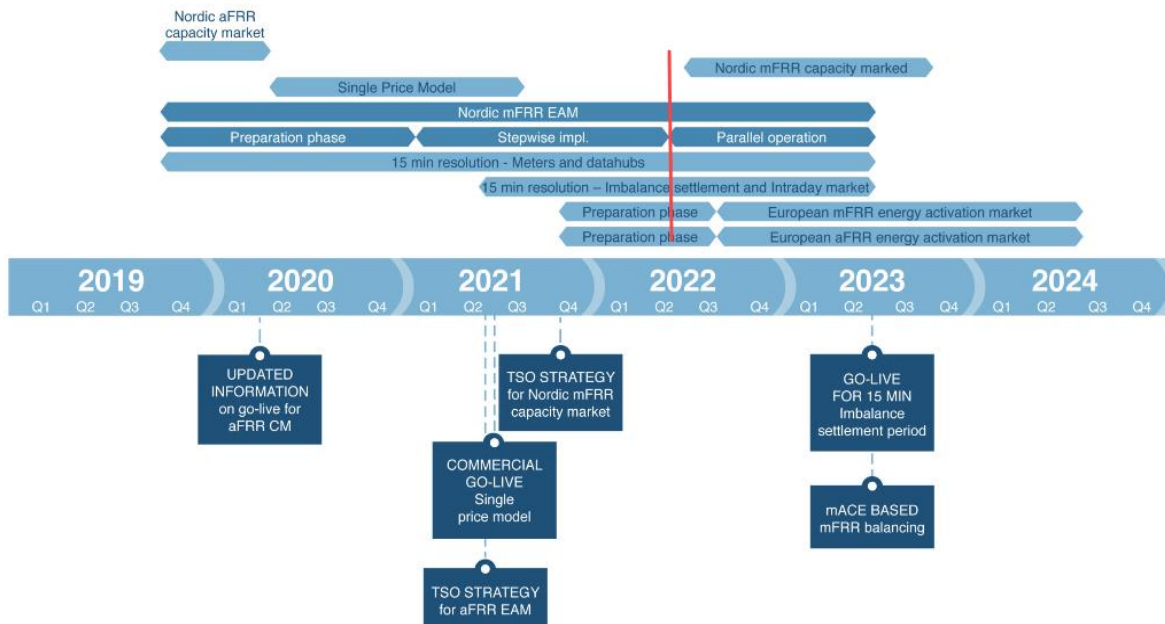 Nordic aFRR
capacity market
Nordic mFRR capacity marked
Single Price Model
Nordic mFRR EAM
Preparation phase
Stepwise impl.
Parallel operation
15 min resolution - Meters and datahubs
15 min resolution – Imbalance settlement and Intraday market
Preparation phase
European mFRR energy activation market
Preparation phase
European aFRR energy activation market
2019
2020
2021
2022
2023
2024
Q1 Q2 Q3 Q4
Q1 Q2 Q3 Q4
Q1 Q2 Q3 Q4
Q1 Q2 Q3 Q4
Q1 Q2 Q3 Q4
Q1 Q2 Q3 Q4
UPDATED
INFORMATION
on go-live for
aFRR CM
TSO STRATEGY
for Nordic mFRR
capacity market
GO-LIVE
FOR 15 MIN
Imbalance
settlement period
COMMERCIAL
GO-LIVE
Single
price model
mACE BASED
mFRR balancing
TSO STRATEGY
for aFRR EAM